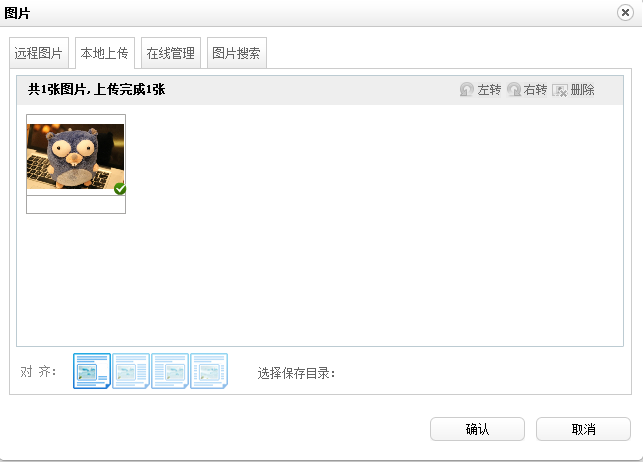 图片
远程图片 本地上传 在线管理 图片搜索
共1张图片,上传完成1张 左转 右转 删除
对 齐： 选择保存目录：
确认 取消